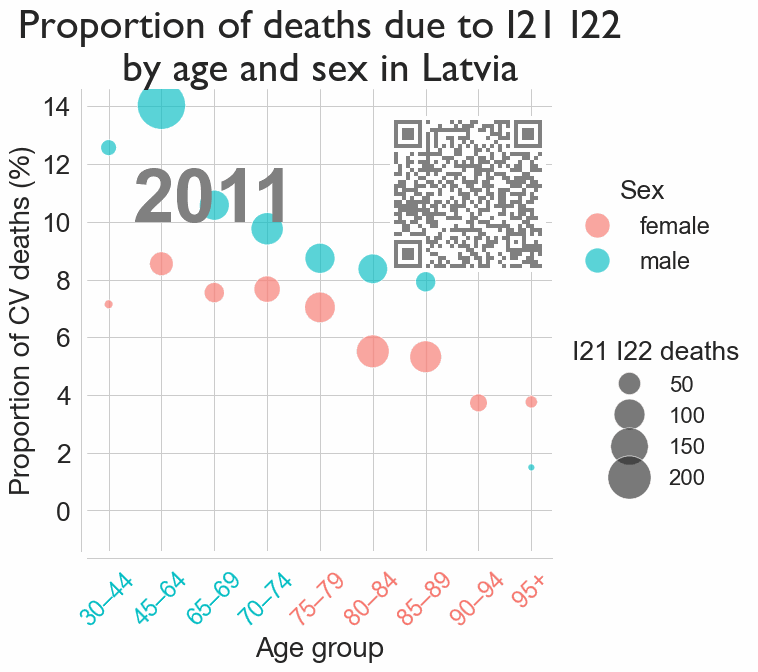 Proportion of deaths due to I21 I22
by age and sex in Latvia
14
12
10
8
6
4
2
0
Proportion of CV deaths (%)
2011
30–44
45–64
65–69
70–74
75–79
80–84
85–89
90–94
95+
Age group
Sex
female
male
I21 I22 deaths
50
100
150
200